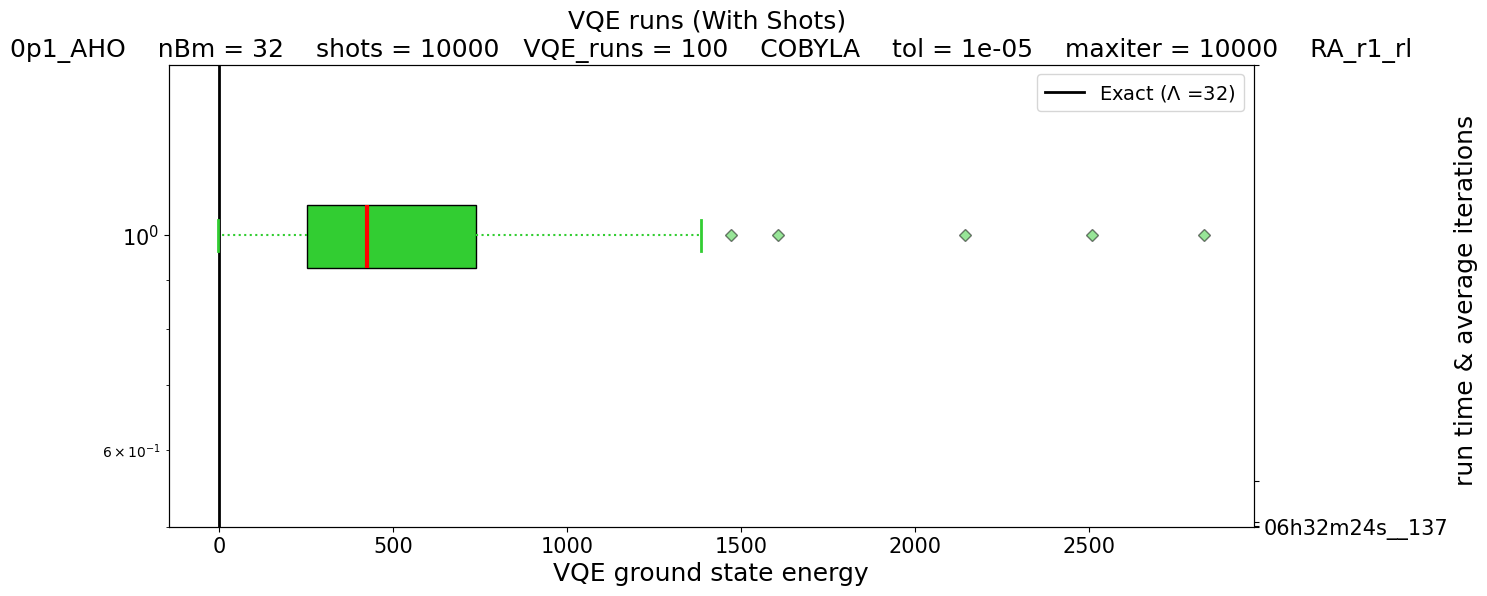 VQE runs (With Shots)
0p1_AHO nBm = 32 shots = 10000 VQE_runs = 100 COBYLA tol = 1e-05 maxiter = 10000 RA_r1_rl
Exact (Λ =32)
10⁰
6 × 10⁻¹
0 500 1000 1500 2000 2500
VQE ground state energy
run time & average iterations
06h32m24s__137